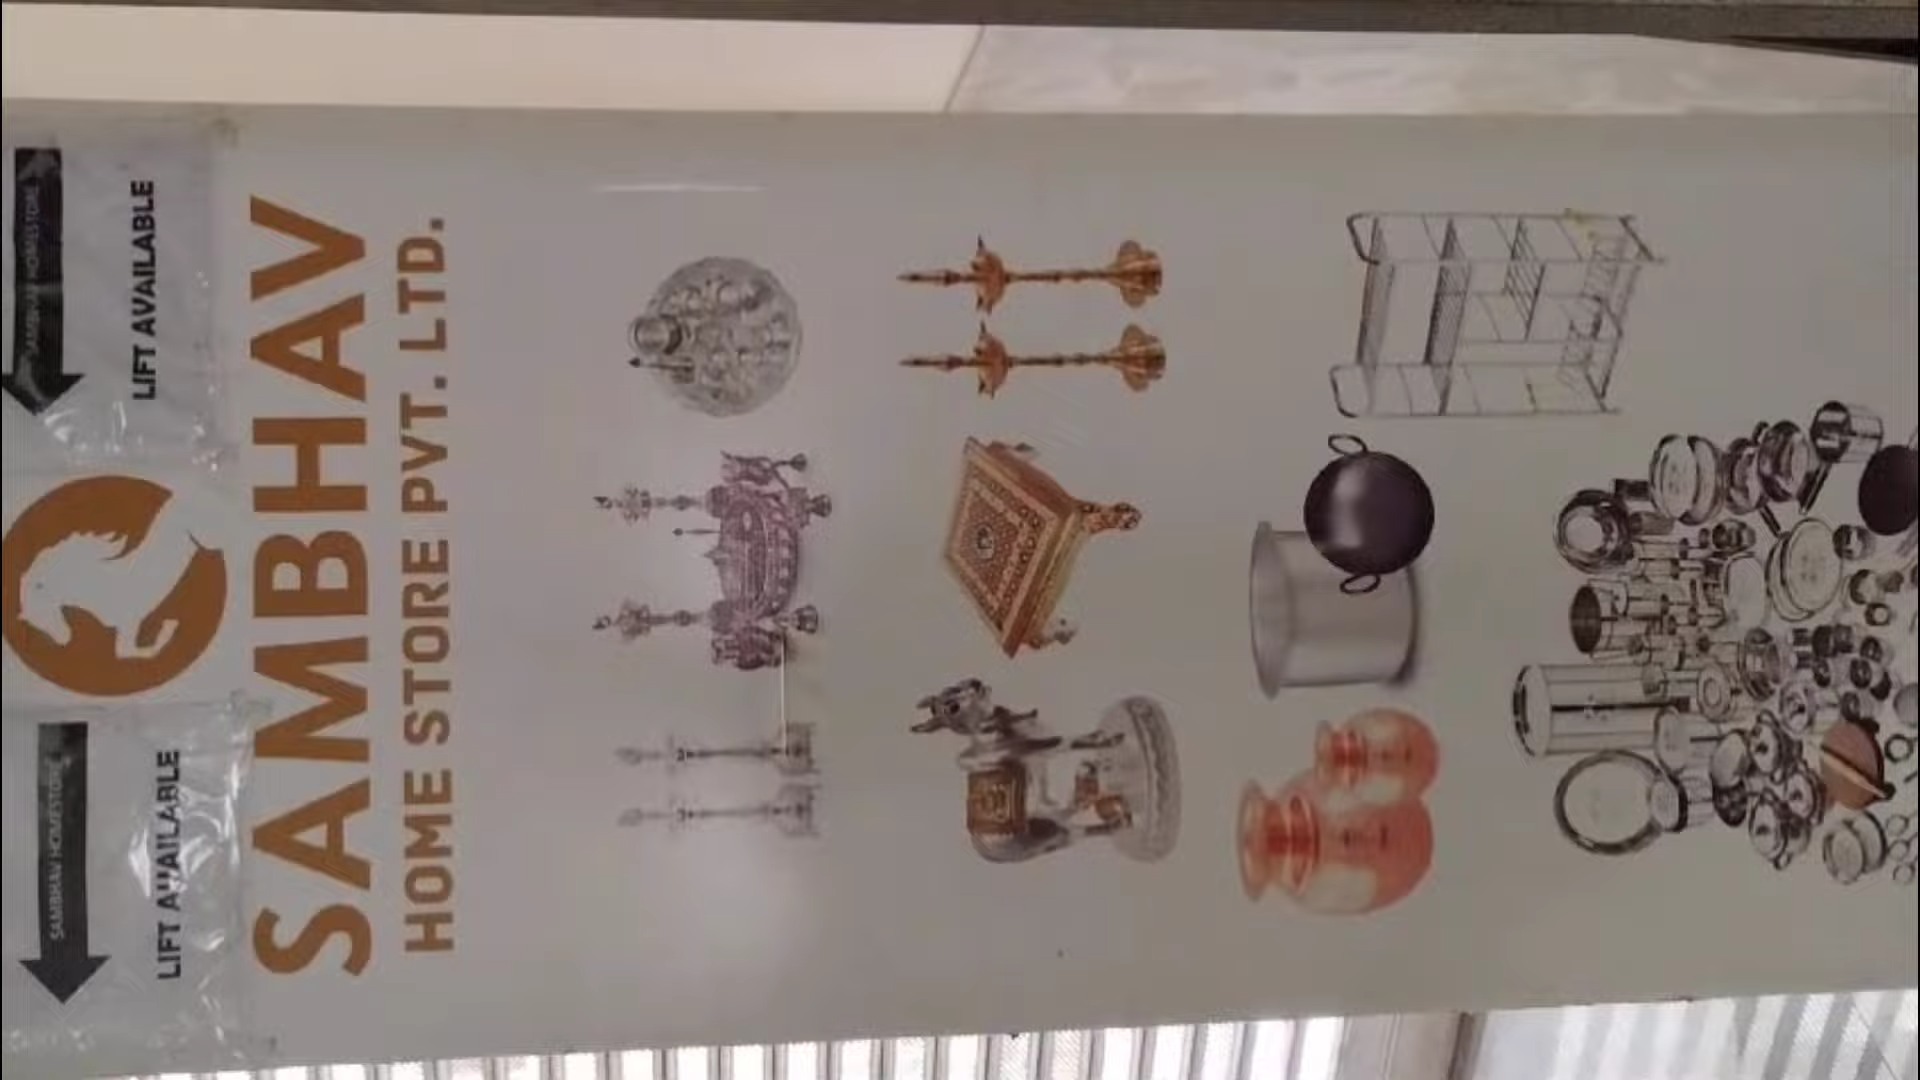 SAMBHAV HOMESTORE
LIFT AVAILABLE
SAMBHAV HOMESTORE
LIFT AVAILABLE
SAMBHAV
HOME STORE PVT. LTD.